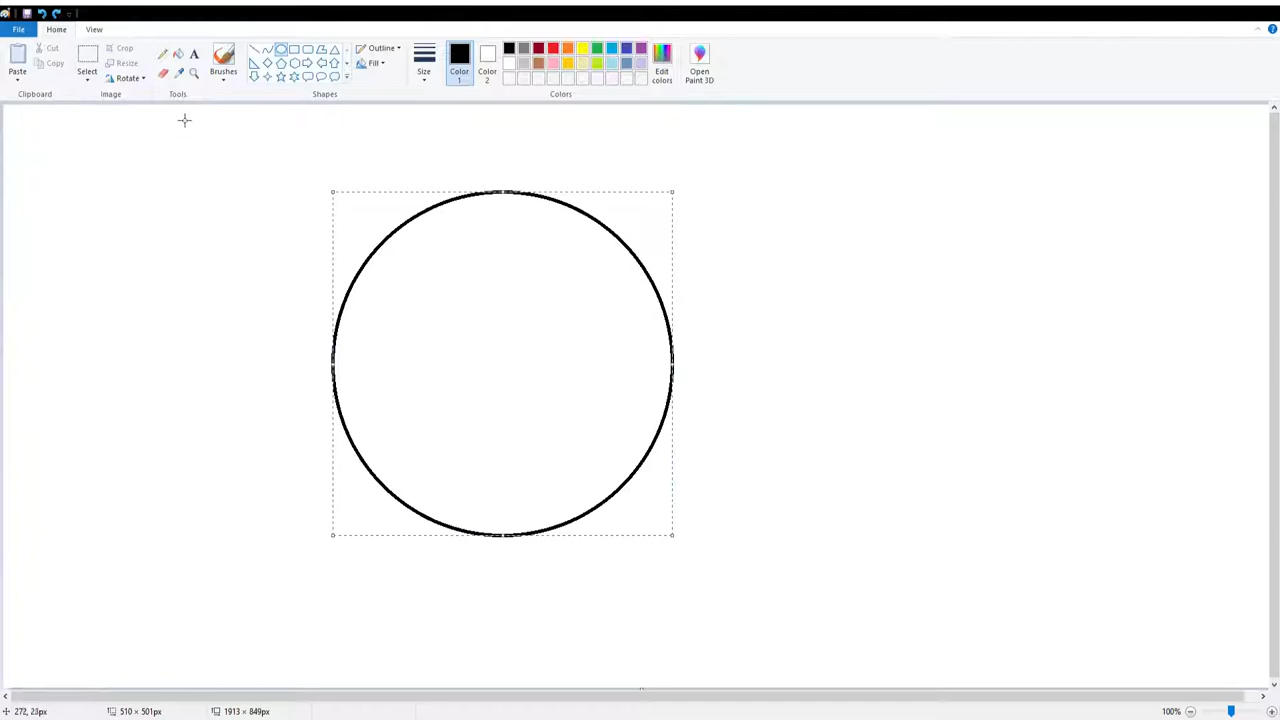 File Home View
Paste
Cut
Copy
Clipboard
Select
Crop
Resize
Rotate
Image
Tools
Brushes
Shapes
Outline
Fill
Size
Color
1
Color
2
Edit
colors
Colors
Open
Paint 3D
272, 23px 510 × 501px 1913 × 849px 100%